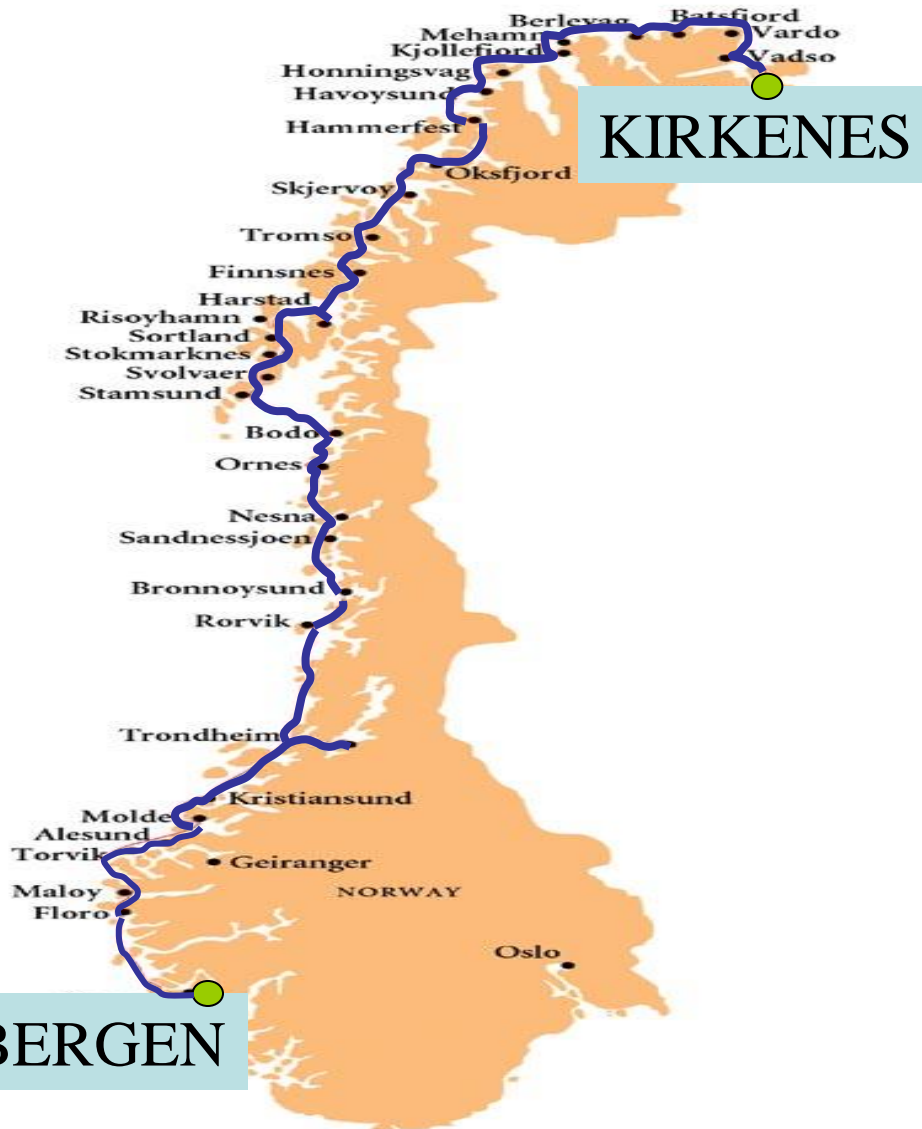 Berlevag
Batsfjord
Mehamn
Vardo
Kjollefjord
Vadso
Honningsvag
Havoysund
KIRKENES
Hammerfest
Oksfjord
Skjervoy
Tromso
Finnsnes
Harstad
Risoyhamn
Sortland
Stokmarknes
Svolvaer
Stamsund
Bodo
Ornes
Nesna
Sandnessjoen
Bronnoysund
Rorvik
Trondheim
Kristiansund
Molde
Alesund
Torvik
Geiranger
Maloy
NORWAY
Floro
Oslo
BERGEN